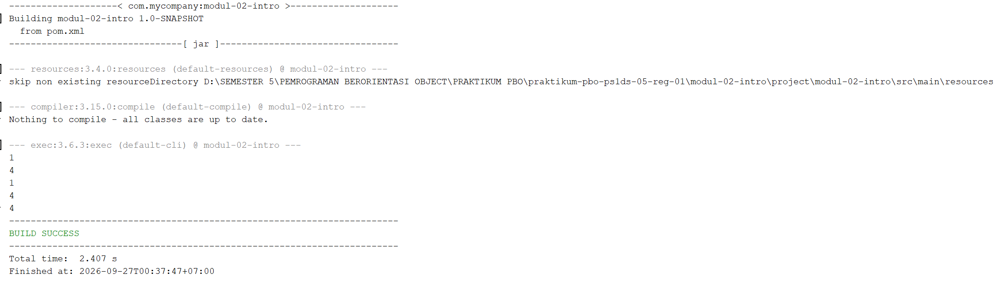 --------------------< com.mycompany:modul-02-intro >--------------------
Building modul-02-intro 1.0-SNAPSHOT
  from pom.xml
--------------------------------[ jar ]---------------------------------
--- resources:3.4.0:resources (default-resources) @ modul-02-intro ---
skip non existing resourceDirectory D:\SEMESTER 5\PEMROGRAMAN BERORIENTASI OBJECT\PRAKTIKUM PBO\praktikum-pbo-ps1ds-05-reg-01\modul-02-intro\project\modul-02-intro\src\main\resources
--- compiler:3.15.0:compile (default-compile) @ modul-02-intro ---
Nothing to compile - all classes are up to date.
--- exec:3.6.3:exec (default-cli) @ modul-02-intro ---
1
4
1
4
4
------------------------------------------------------------------------
BUILD SUCCESS
------------------------------------------------------------------------
Total time:  2.407 s
Finished at: 2026-09-27T00:37:47+07:00